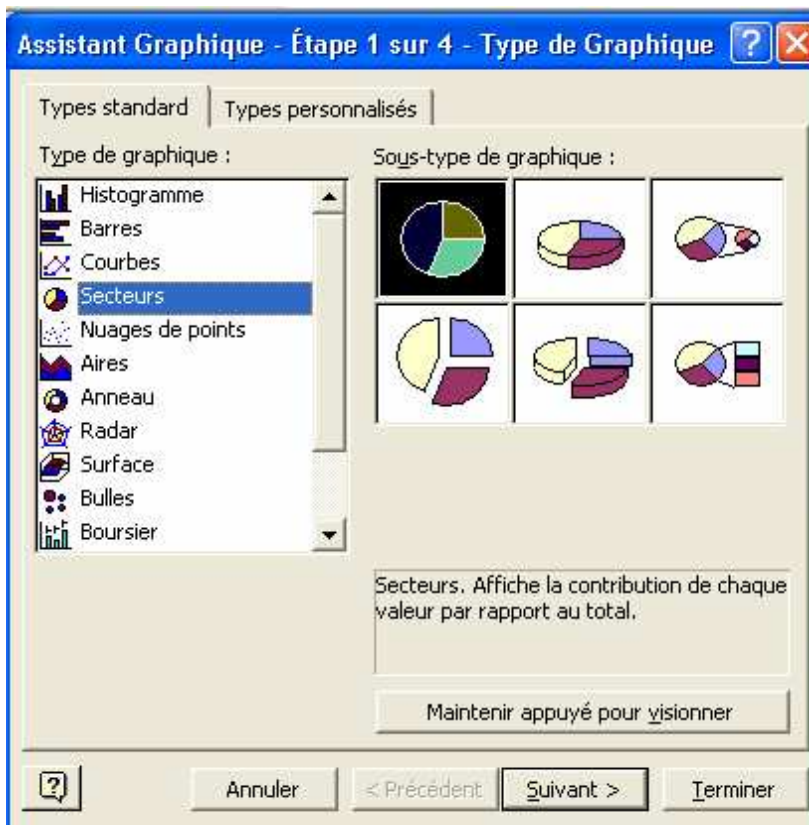 Assistant Graphique - Étape 1 sur 4 - Type de Graphique
Types standard
Types personnalisés
Type de graphique :
Histogramme
Barres
Courbes
Secteurs
Nuages de points
Aires
Anneau
Radar
Surface
Bulles
Boursier
Sous-type de graphique :
Secteurs. Affiche la contribution de chaque
valeur par rapport au total.
Maintenir appuyé pour visionner
Annuler
< Précédent
Suivant >
Terminer